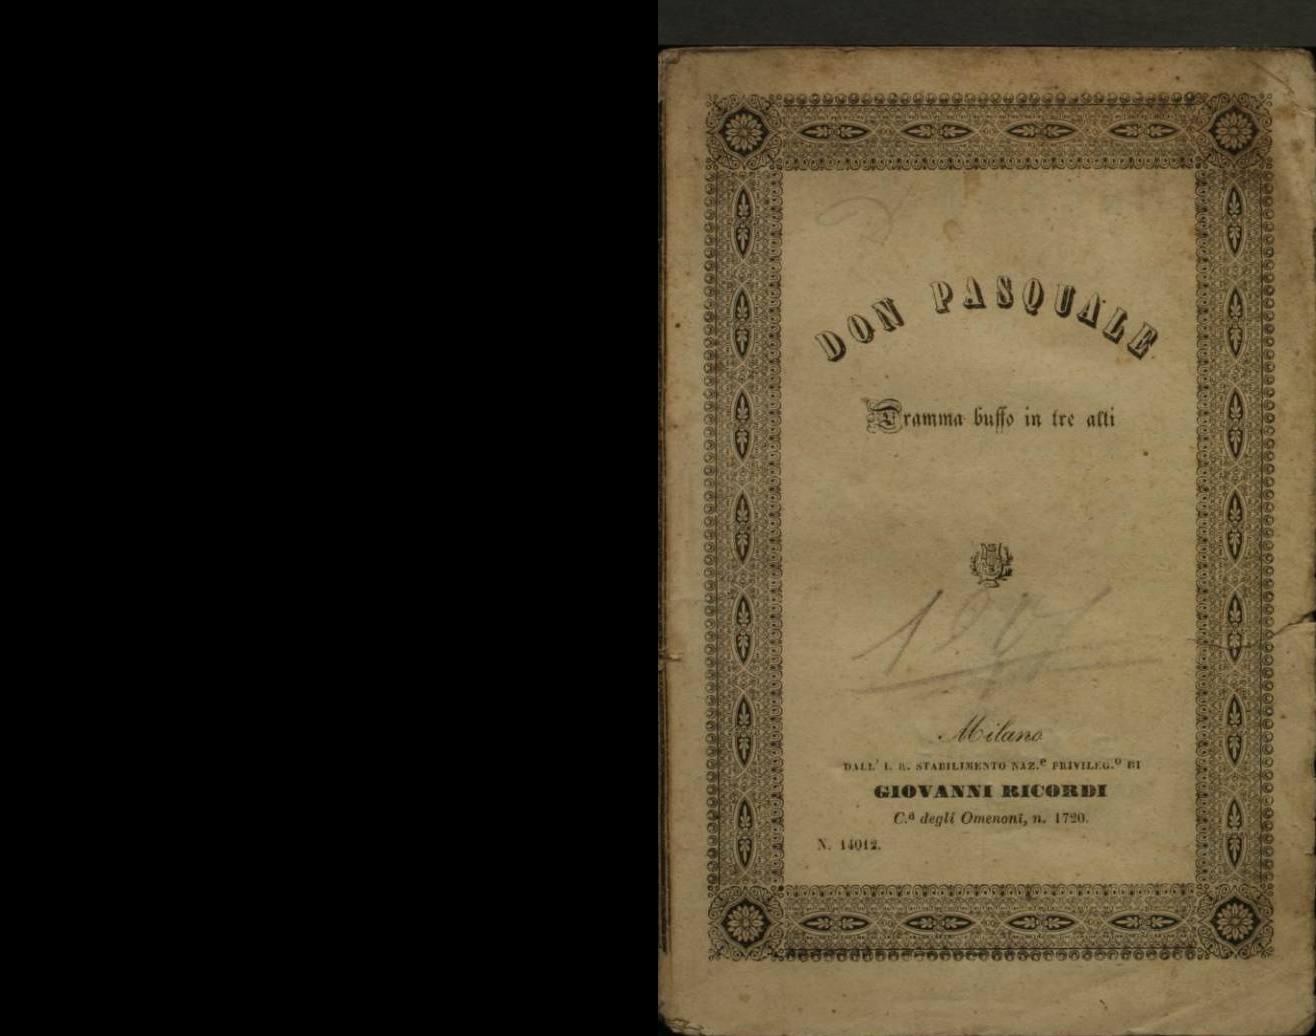 DON PASQUALE
Dramma buffo in tre atti
Milano
DALL' I. R. STABILIMENTO NAZ.e PRIVILEG.o DI
GIOVANNI RICORDI
C.a degli Omenoni, n. 1720.
N. 14012.